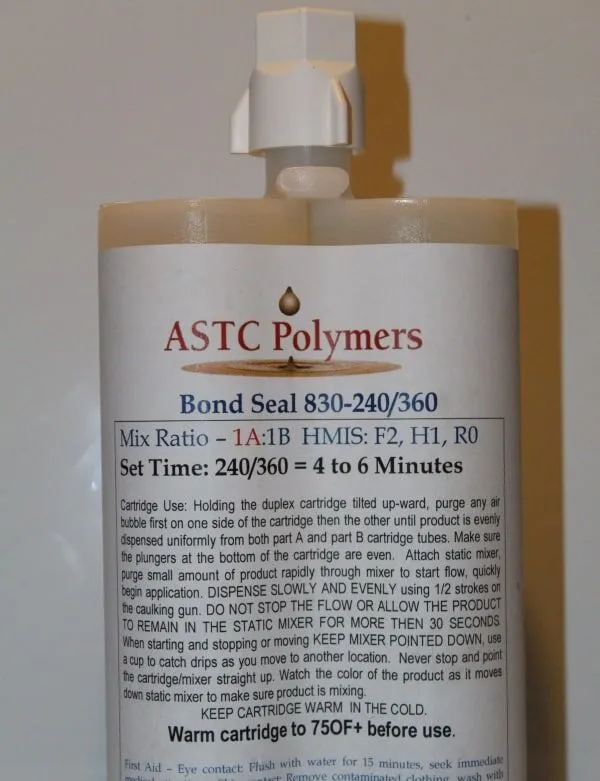 ASTC Polymers
Bond Seal 830-240/360
Mix Ratio – 1A:1B HMIS: F2, H1, R0
Set Time: 240/360 = 4 to 6 Minutes
Cartridge Use: Holding the duplex cartridge tilted up-ward, purge any air
bubble first on one side of the cartridge then the other until product is evenly
dispensed uniformly from both part A and part B cartridge tubes. Make sure
the plungers at the bottom of the cartridge are even. Attach static mixer,
purge small amount of product rapidly through mixer to start flow, quickly
begin application. DISPENSE SLOWLY AND EVENLY using 1/2 strokes on
the caulking gun. DO NOT STOP THE FLOW OR ALLOW THE PRODUCT
TO REMAIN IN THE STATIC MIXER FOR MORE THEN 30 SECONDS.
When starting and stopping or moving KEEP MIXER POINTED DOWN, use
a cup to catch drips as you move to another location. Never stop and point
the cartridge/mixer straight up. Watch the color of the product as it moves
down static mixer to make sure product is mixing.
KEEP CARTRIDGE WARM IN THE COLD.
Warm cartridge to 75OF+ before use.
First Aid – Eye contact: Flush with water for 15 minutes, seek immediate
contact: Remove contaminated clothing, wash with